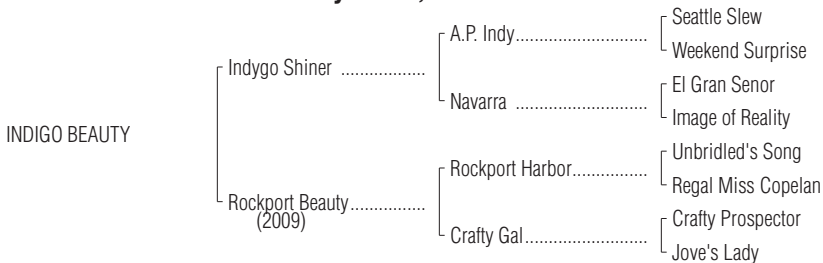 Seattle Slew
A.P. Indy
Weekend Surprise
Indygo Shiner
El Gran Senor
Navarra
Image of Reality
INDIGO BEAUTY
Unbridled's Song
Rockport Harbor
Regal Miss Copelan
Rockport Beauty
(2009)
Crafty Prospector
Crafty Gal
Jove's Lady